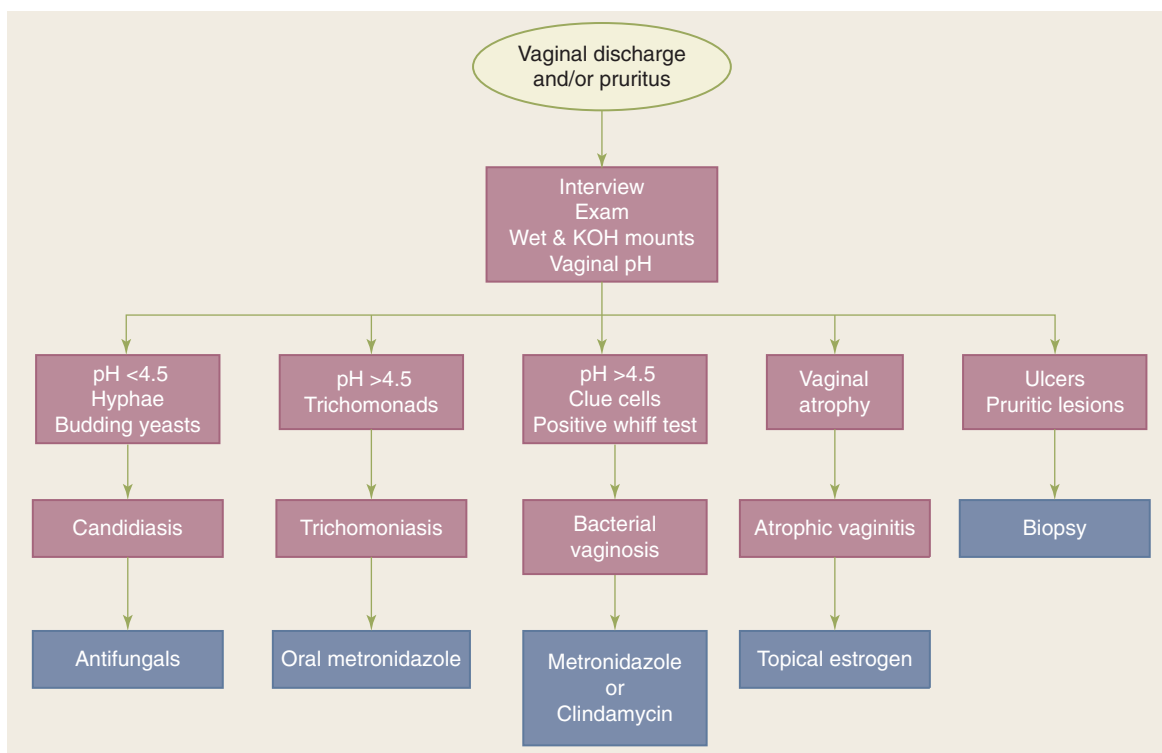 Vaginal discharge
and/or pruritus
Interview
Exam
Wet & KOH mounts
Vaginal pH
pH <4.5
Hyphae
Budding yeasts
pH >4.5
Trichomonads
pH >4.5
Clue cells
Positive whiff test
Vaginal
atrophy
Ulcers
Pruritic lesions
Candidiasis
Trichomoniasis
Bacterial
vaginosis
Atrophic vaginitis
Biopsy
Antifungals
Oral metronidazole
Metronidazole
or
Clindamycin
Topical estrogen